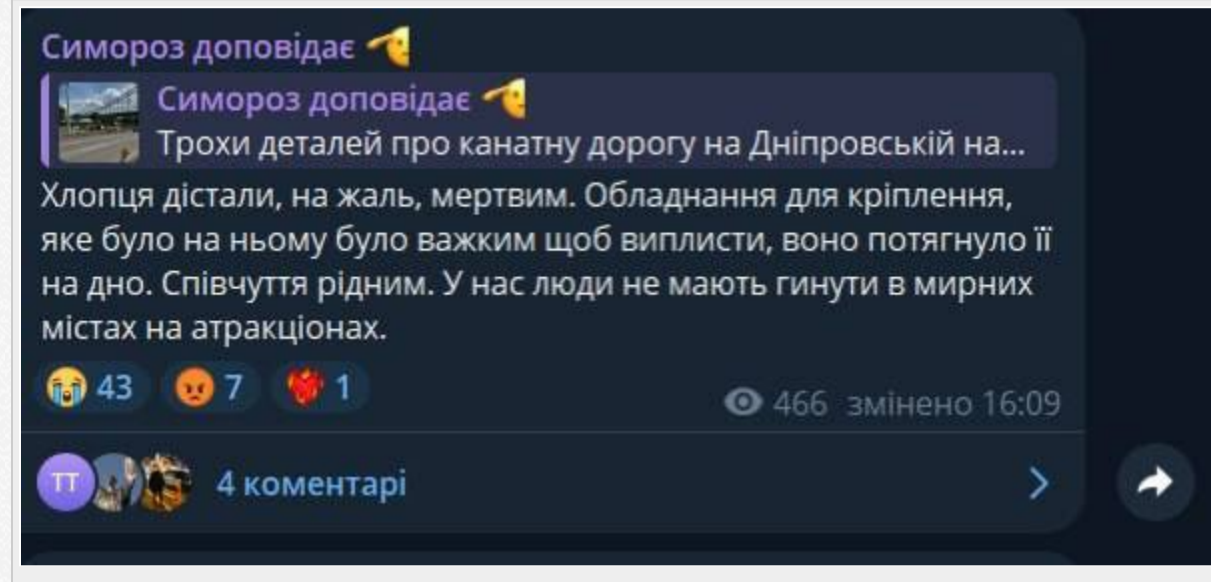 Симороз доповідає
Симороз доповідає
Трохи деталей про канатну дорогу на Дніпровській на...
Хлопця дістали, на жаль, мертвим. Обладнання для кріплення,
яке було на ньому було важким щоб виплисти, воно потягнуло її
на дно. Співчуття рідним. У нас люди не мають гинути в мирних
містах на атракціонах.
43 7 1
466 змінено 16:09
ТТ 4 коментарі